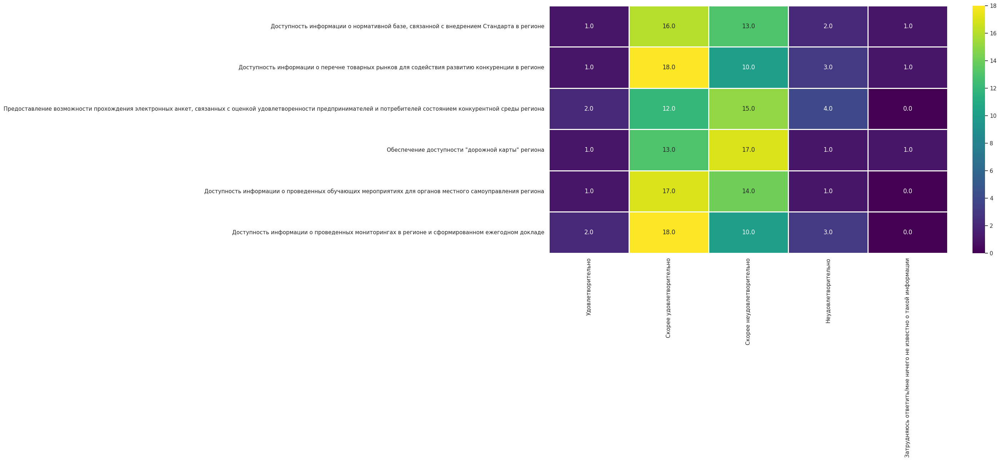 Доступность информации о нормативной базе, связанной с внедрением Стандарта в регионе
1.0 16.0 13.0 2.0 1.0
Доступность информации о перечне товарных рынков для содействия развитию конкуренции в регионе
1.0 18.0 10.0 3.0 1.0
Предоставление возможности прохождения электронных анкет, связанных с оценкой удовлетворенности предпринимателей и потребителей состоянием конкурентной среды региона
2.0 12.0 15.0 4.0 0.0
Обеспечение доступности "дорожной карты" региона
1.0 13.0 17.0 1.0 1.0
Доступность информации о проведенных обучающих мероприятиях для органов местного самоуправления региона
1.0 17.0 14.0 1.0 0.0
Доступность информации о проведенных мониторингах в регионе и сформированном ежегодном докладе
2.0 18.0 10.0 3.0 0.0
Удовлетворительно
Скорее удовлетворительно
Скорее неудовлетворительно
Неудовлетворительно
Затрудняюсь ответить/мне ничего не известно о такой информации
18
16
14
12
10
8
6
4
2
0